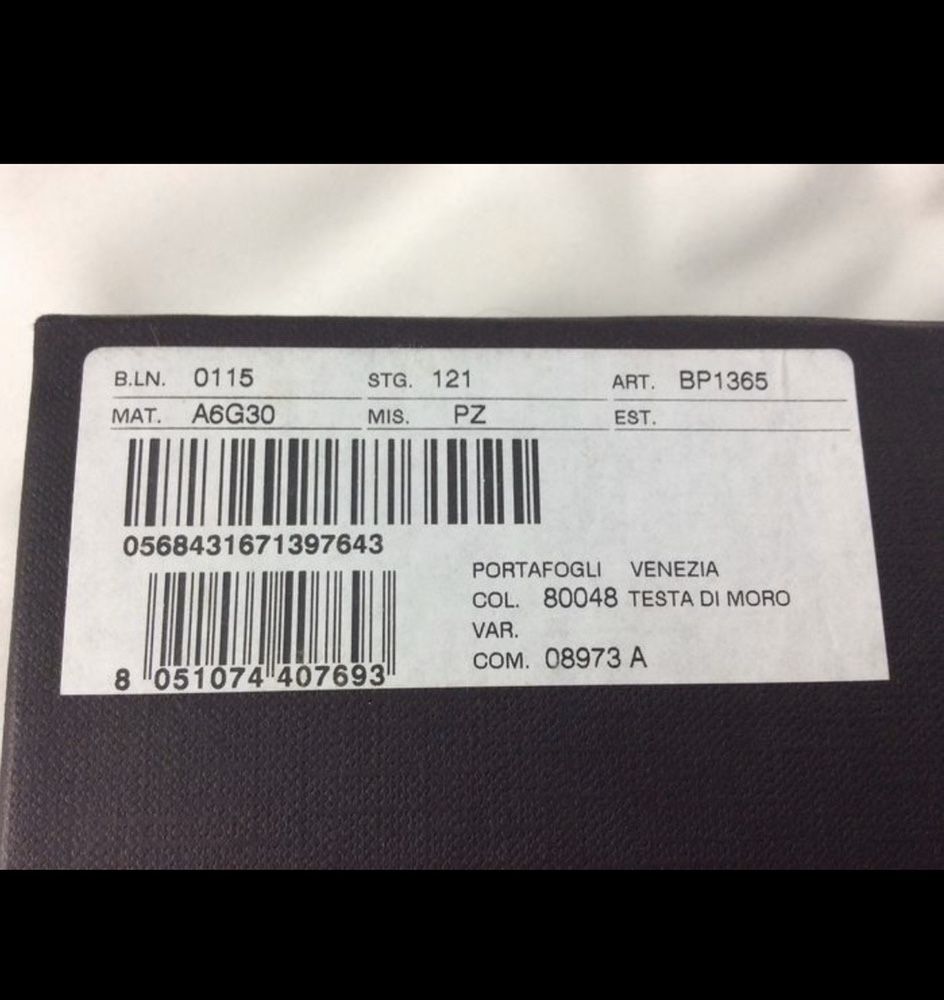 B.LN. 0115 STG. 121 ART. BP1365
MAT. A6G30 MIS. PZ EST.
0568431671397643
PORTAFOGLI VENEZIA
COL. 80048 TESTA DI MORO
VAR.
COM. 08973 A
8 051074 407693